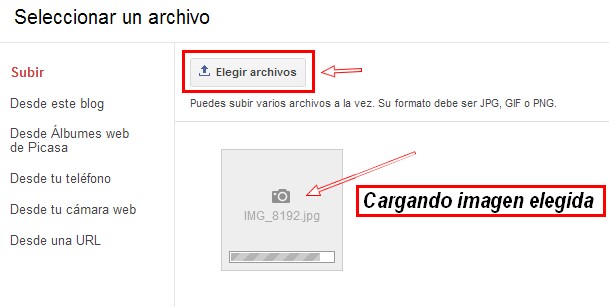 Seleccionar un archivo
Subir
Desde este blog
Desde Álbumes web
de Picasa
Desde tu teléfono
Desde tu cámara web
Desde una URL
Elegir archivos
Puedes subir varios archivos a la vez. Su formato debe ser JPG, GIF o PNG.
IMG_8192.jpg
Cargando imagen elegida